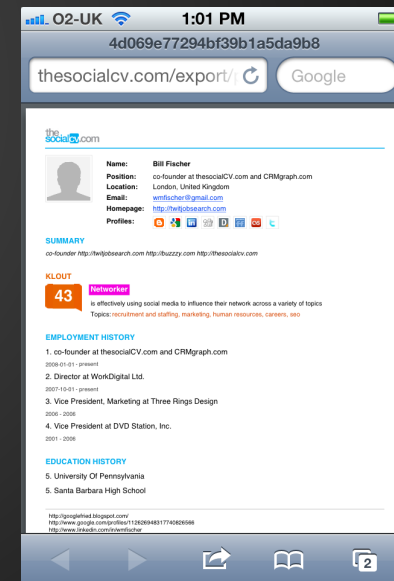 O2-UK 1:01 PM
4d069e77294bf39b1a5da9b8
thesocialcv.com/export/ Google
the
socialcv.com
Name: Bill Fischer
Position: co-founder at thesocialCV.com and CRMgraph.com
Location: London, United Kingdom
Email: wmfischer@gmail.com
Homepage: http://twitjobsearch.com
Profiles:
SUMMARY
co-founder http://twitjobsearch.com http://buzzzy.com http://thesocialcv.com
KLOUT
43 Networker
is effectively using social media to influence their network across a variety of topics
Topics: recruitment and staffing, marketing, human resources, careers, seo
EMPLOYMENT HISTORY
1. co-founder at thesocialCV.com and CRMgraph.com
2008-01-01 - present
2. Director at WorkDigital Ltd.
2007-10-01 - present
3. Vice President, Marketing at Three Rings Design
2006 - 2006
4. Vice President at DVD Station, Inc.
2001 - 2006
EDUCATION HISTORY
5. University Of Pennsylvania
5. Santa Barbara High School
http://googlefried.blogspot.com/
http://www.google.com/profiles/112626948317740826566
http://www.linkedin.com/in/wmfischer
2